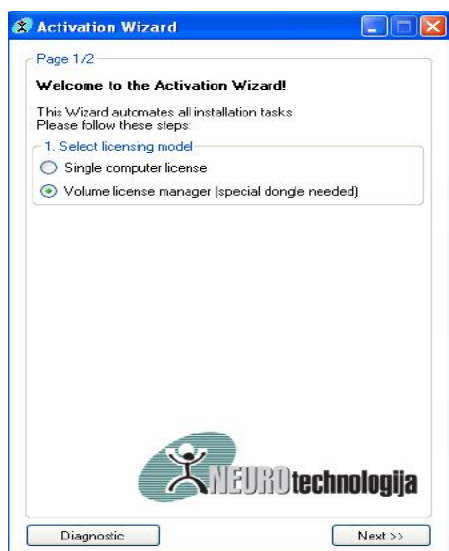 Activation Wizard
Page 1/2
Welcome to the Activation Wizard!
This Wizard automates all installation tasks
Please follow these steps:
1. Select licensing model
Single computer license
Volume license manager (special dongle needed)
NEUROtechnologija
Diagnostic
Next >>